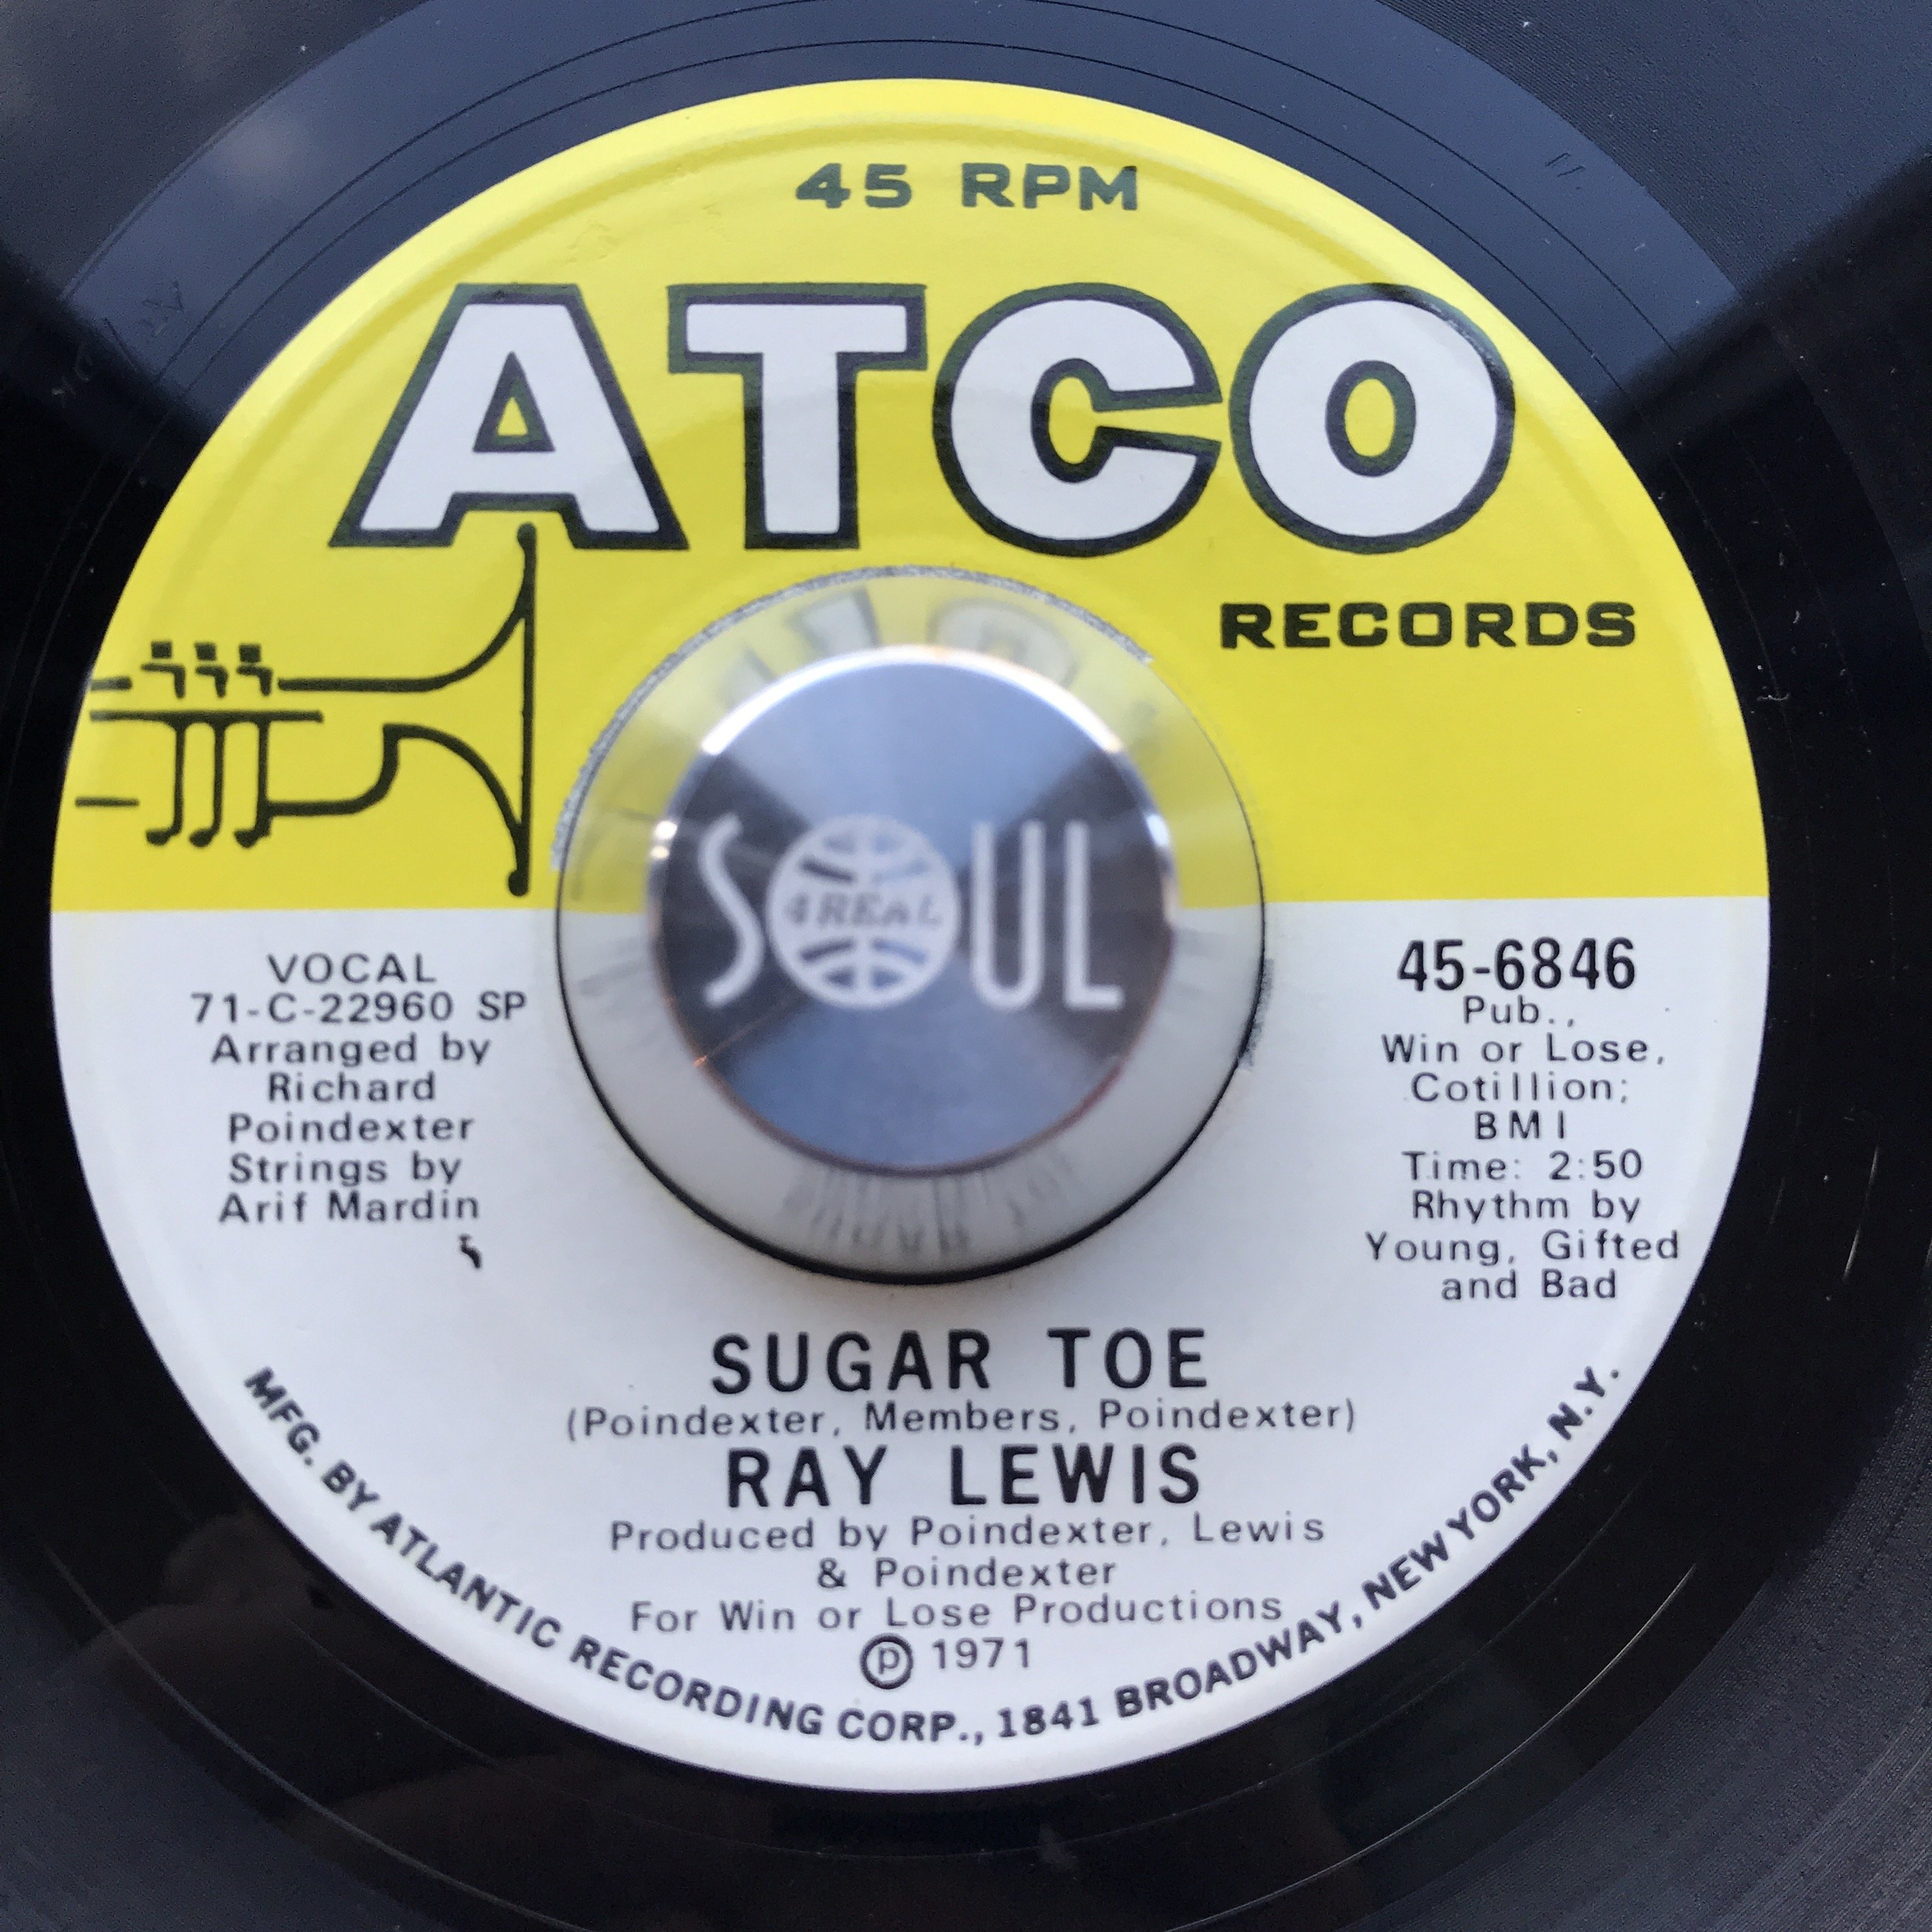 45 RPM
ATCO
RECORDS
SOUL
4REAL
VOCAL
71-C-22960 SP
Arranged by
Richard
Poindexter
Strings by
Arif Mardin
45-6846
Pub.,
Win or Lose,
Cotillion;
BMI
Time: 2:50
Rhythm by
Young, Gifted
and Bad
SUGAR TOE
(Poindexter, Members, Poindexter)
RAY LEWIS
Produced by Poindexter, Lewis
& Poindexter
For Win or Lose Productions
℗ 1971
MFG. BY ATLANTIC RECORDING CORP., 1841 BROADWAY, NEW YORK, N.Y.